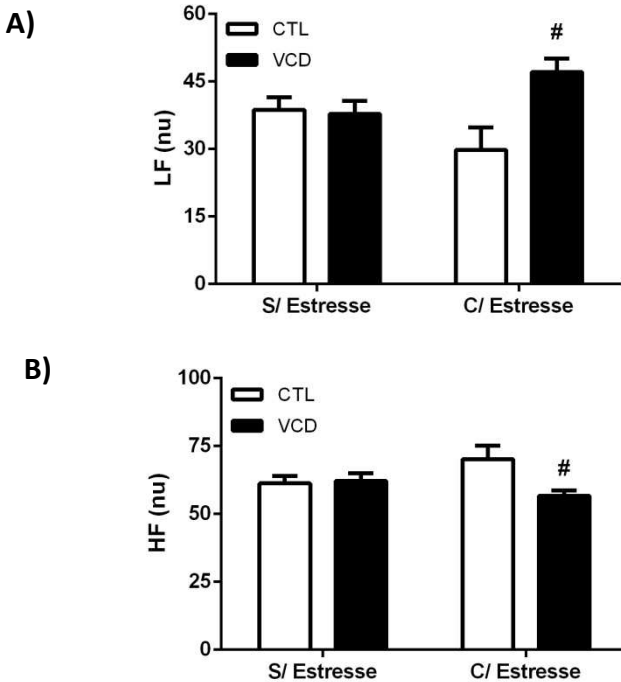 A)
LF (nu)
60
45
30
15
0
CTL
VCD
#
S/ Estresse
C/ Estresse
B)
HF (nu)
100
75
50
25
0
CTL
VCD
#
S/ Estresse
C/ Estresse